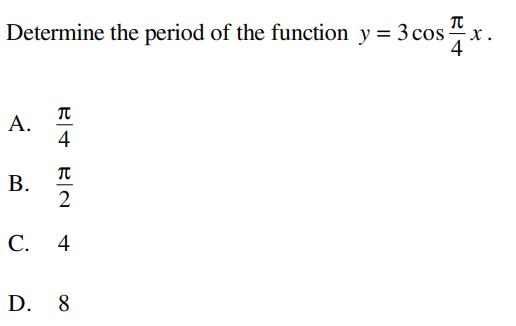 Determine the period of the function y = 3 cos π/4 x .
A. π/4
B. π/2
C. 4
D. 8